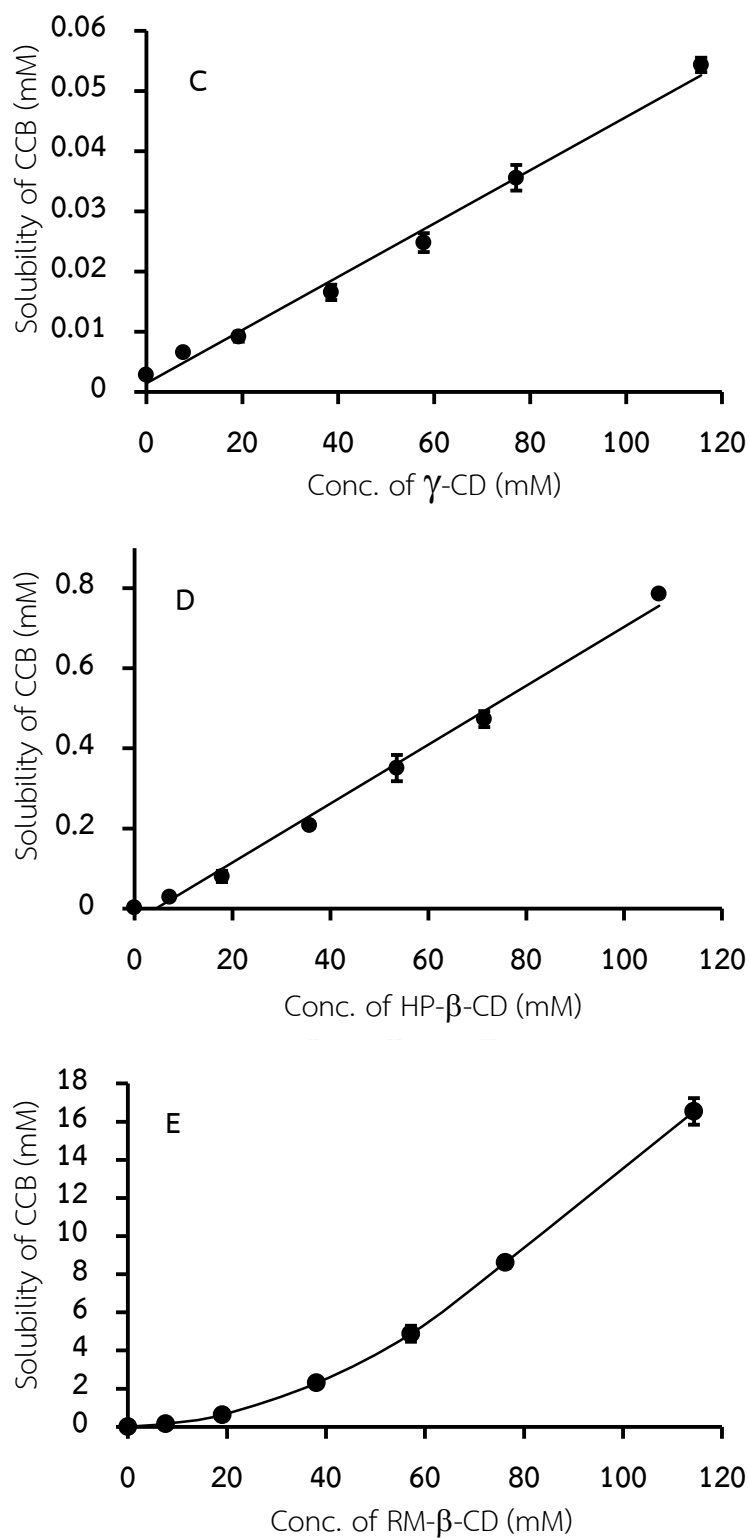 0.06
0.05
0.04
0.03
0.02
0.01
0
C
Solubility of CCB (mM)
0 20 40 60 80 100 120
Conc. of γ-CD (mM)
0.8
0.6
0.4
0.2
0
D
Solubility of CCB (mM)
0 20 40 60 80 100 120
Conc. of HP-β-CD (mM)
18
16
14
12
10
8
6
4
2
0
E
Solubility of CCB (mM)
0 20 40 60 80 100 120
Conc. of RM-β-CD (mM)